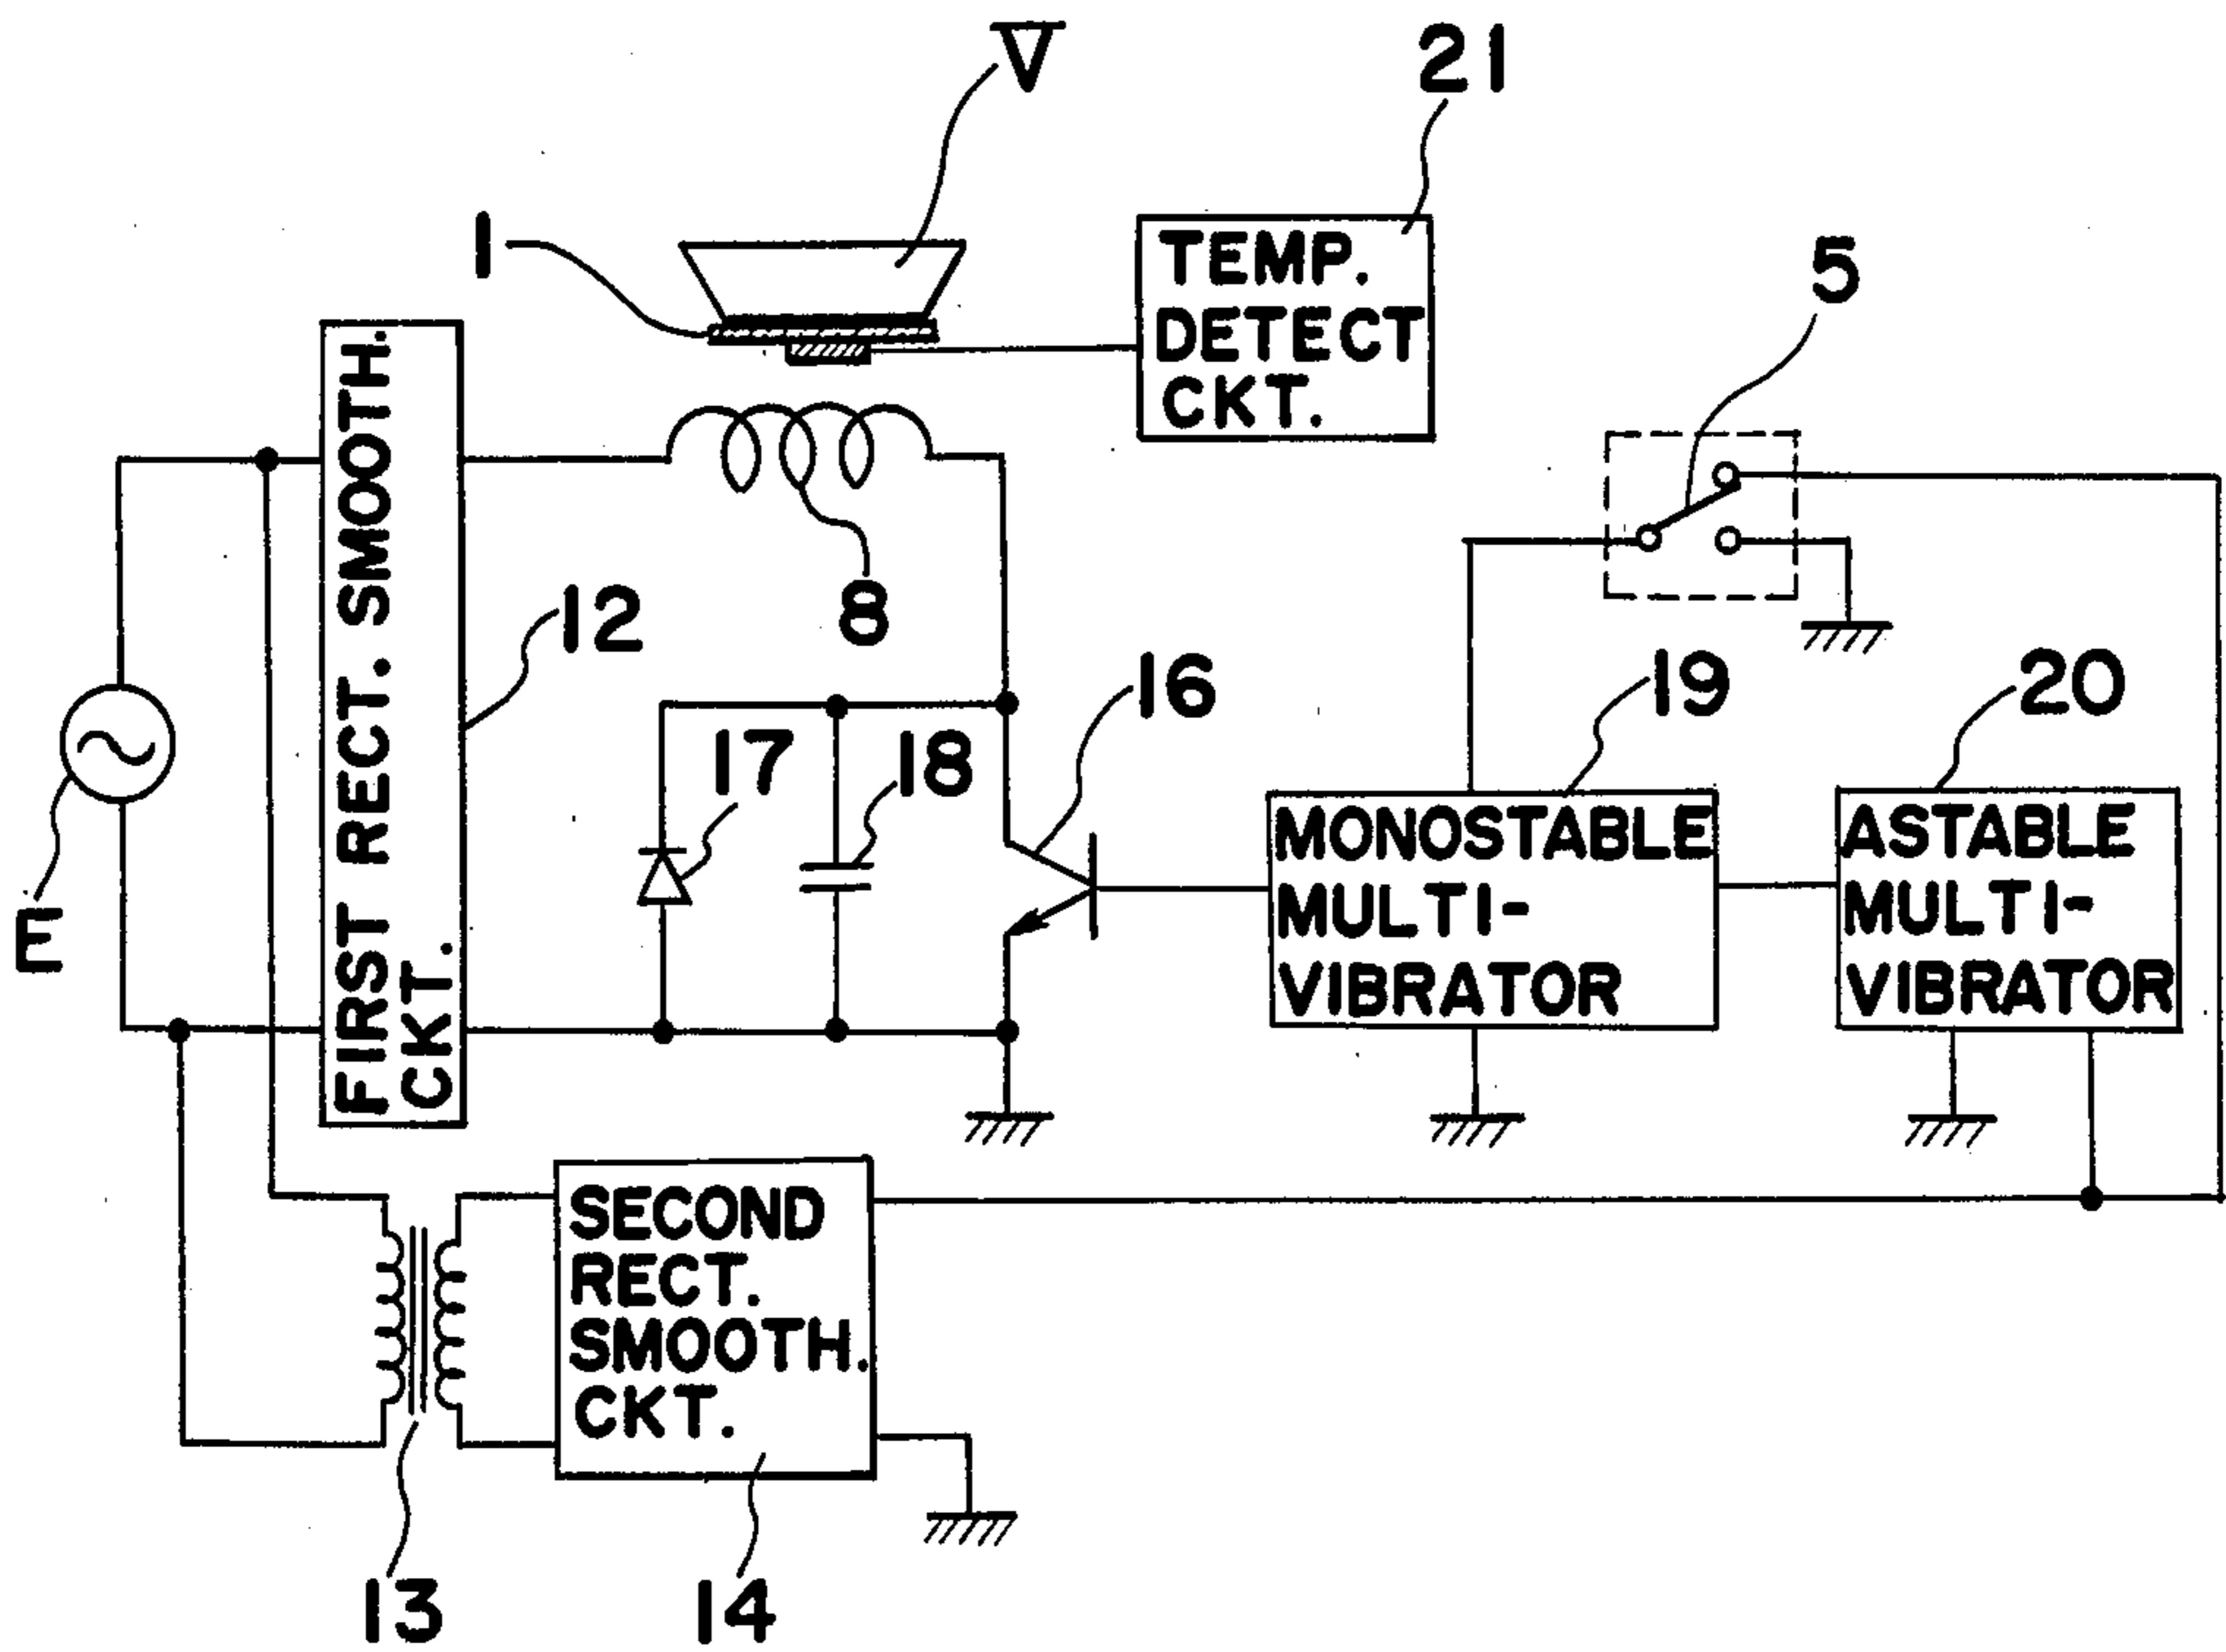 V
21
1
TEMP.
DETECT
CKT.
5
FIRST RECT. SMOOTH.
CKT.
8
12
16
19
20
17
18
E
MONOSTABLE
MULTI-
VIBRATOR
ASTABLE
MULTI-
VIBRATOR
SECOND
RECT.
SMOOTH.
CKT.
13
14